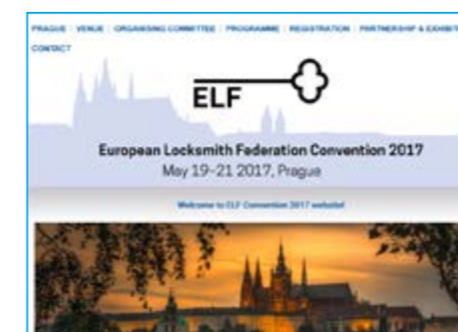 PRAGUE | VENUE | ORGANISING COMMITTEE | PROGRAMME | REGISTRATION | PARTNERSHIP & EXHIBIT
CONTACT
ELF
European Locksmith Federation Convention 2017
May 19-21 2017, Prague
Welcome to ELF Convention 2017 website!